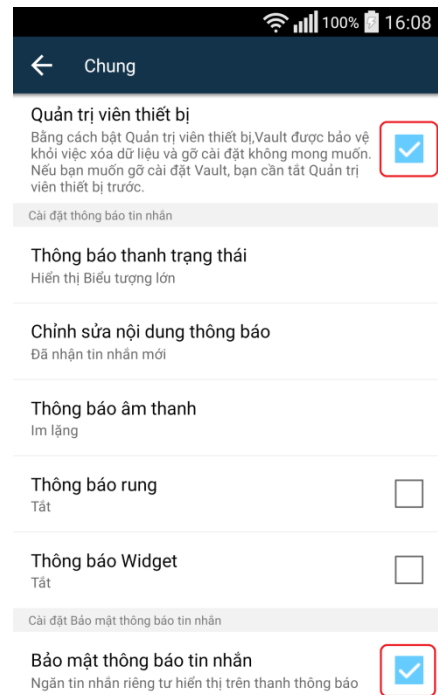 100% 16:08
Chung
Quản trị viên thiết bị
Bằng cách bật Quản trị viên thiết bị,Vault được bảo vệ
khỏi việc xóa dữ liệu và gỡ cài đặt không mong muốn.
Nếu bạn muốn gỡ cài đặt Vault, bạn cần tắt Quản trị
viên thiết bị trước.
Cài đặt thông báo tin nhắn
Thông báo thanh trạng thái
Hiển thị Biểu tượng lớn
Chỉnh sửa nội dung thông báo
Đã nhận tin nhắn mới
Thông báo âm thanh
Im lặng
Thông báo rung
Tắt
Thông báo Widget
Tắt
Cài đặt Bảo mật thông báo tin nhắn
Bảo mật thông báo tin nhắn
Ngăn tin nhắn riêng tư hiển thị trên thanh thông báo